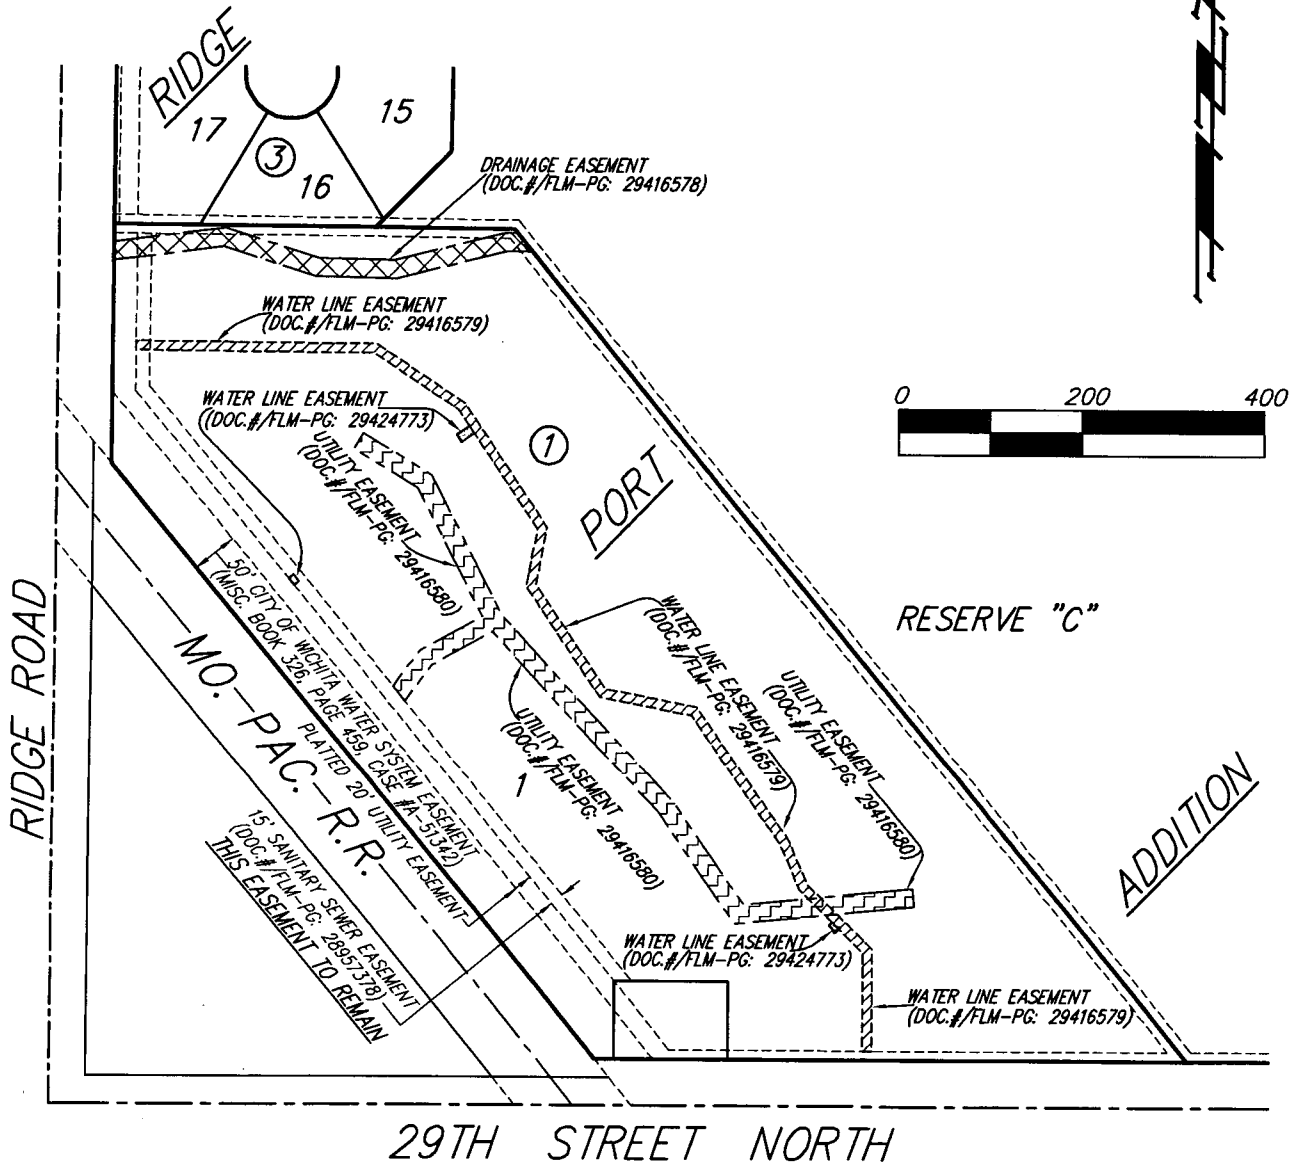 RIDGE
17
3
16
15
DRAINAGE EASEMENT
(DOC.#/FLM-PG: 29416578)
WATER LINE EASEMENT
(DOC.#/FLM-PG: 29416579)
WATER LINE EASEMENT
(DOC.#/FLM-PG: 29424773)
UTILITY EASEMENT
(DOC.#/FLM-PG: 29416580)
1
PORT
0 200 400
RESERVE "C"
WATER LINE EASEMENT
(DOC.#/FLM-PG: 29416579)
UTILITY EASEMENT
(DOC.#/FLM-PG: 29416580)
UTILITY EASEMENT
(DOC.#/FLM-PG: 29416580)
1
RIDGE ROAD
MO. PAC. R.R.
50' CITY OF WICHITA WATER SYSTEM EASEMENT
(MISC. BOOK 326, PAGE 459, CASE #A-51342)
PLATTED 20' UTILITY EASEMENT
15' SANITARY SEWER EASEMENT
(DOC.#/FLM-PG: 28957378)
THIS EASEMENT TO REMAIN
ADDITION
WATER LINE EASEMENT
(DOC.#/FLM-PG: 29424773)
WATER LINE EASEMENT
(DOC.#/FLM-PG: 29416579)
29TH STREET NORTH